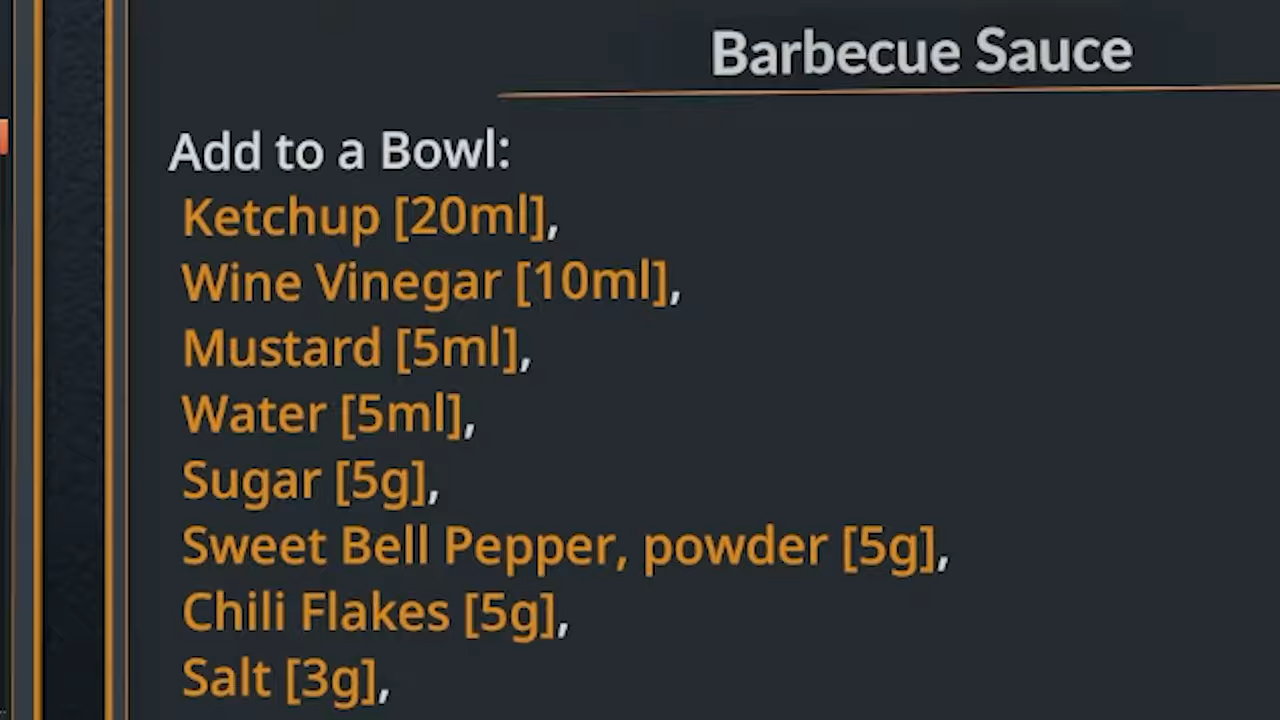 Barbecue Sauce
Add to a Bowl:
Ketchup [20ml],
Wine Vinegar [10ml],
Mustard [5ml],
Water [5ml],
Sugar [5g],
Sweet Bell Pepper, powder [5g],
Chili Flakes [5g],
Salt [3g],